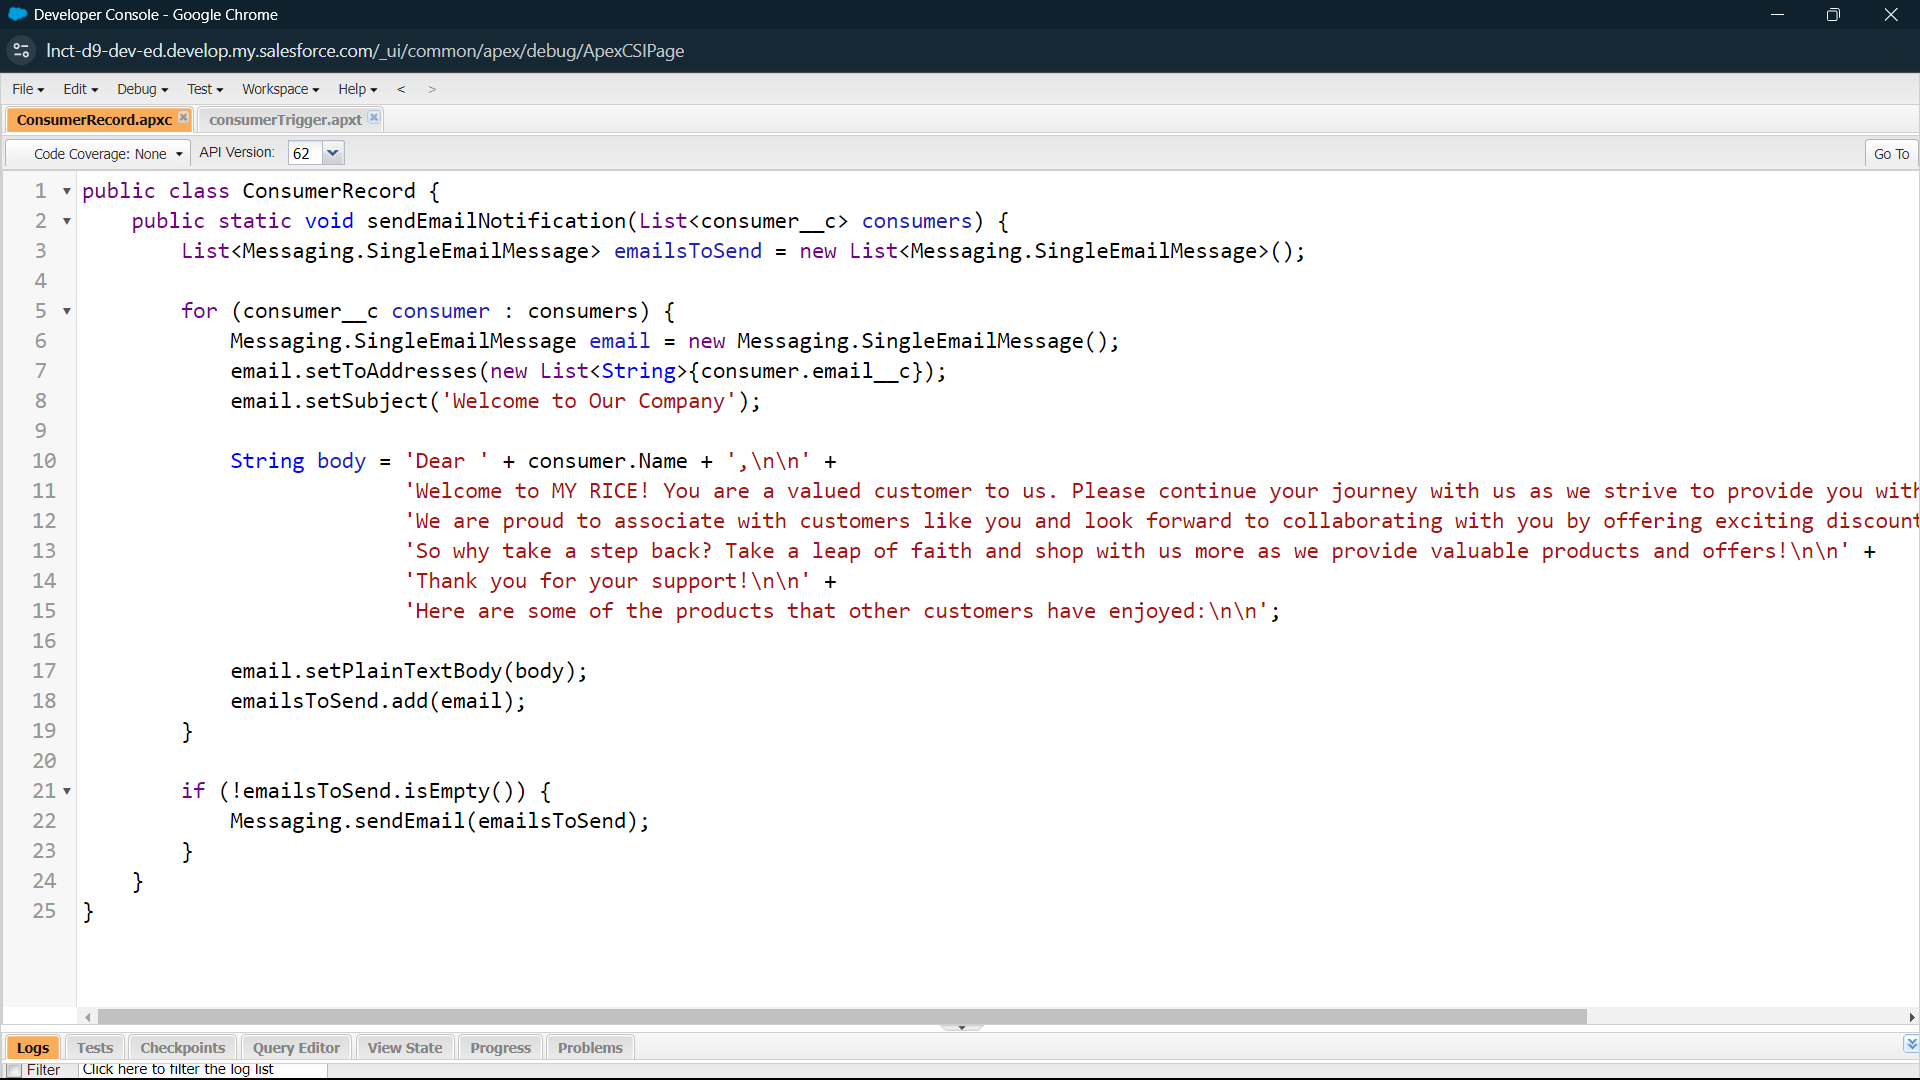 Developer Console - Google Chrome
lnct-d9-dev-ed.develop.my.salesforce.com/_ui/common/apex/debug/ApexCSIPage
File Edit Debug Test Workspace Help < >
ConsumerRecord.apxc consumerTrigger.apxt
Code Coverage: None API Version: 62 Go To
1 public class ConsumerRecord {
2 public static void sendEmailNotification(List<consumer__c> consumers) {
3 List<Messaging.SingleEmailMessage> emailsToSend = new List<Messaging.SingleEmailMessage>();
4
5 for (consumer__c consumer : consumers) {
6 Messaging.SingleEmailMessage email = new Messaging.SingleEmailMessage();
7 email.setToAddresses(new List<String>{consumer.email__c});
8 email.setSubject('Welcome to Our Company');
9
10 String body = 'Dear ' + consumer.Name + ',\n\n' +
11 'Welcome to MY RICE! You are a valued customer to us. Please continue your journey with us as we strive to provide you with
12 'We are proud to associate with customers like you and look forward to collaborating with you by offering exciting discount
13 'So why take a step back? Take a leap of faith and shop with us more as we provide valuable products and offers!\n\n' +
14 'Thank you for your support!\n\n' +
15 'Here are some of the products that other customers have enjoyed:\n\n';
16
17 email.setPlainTextBody(body);
18 emailsToSend.add(email);
19 }
20
21 if (!emailsToSend.isEmpty()) {
22 Messaging.sendEmail(emailsToSend);
23 }
24 }
25 }
Logs Tests Checkpoints Query Editor View State Progress Problems
Filter Click here to filter the log list